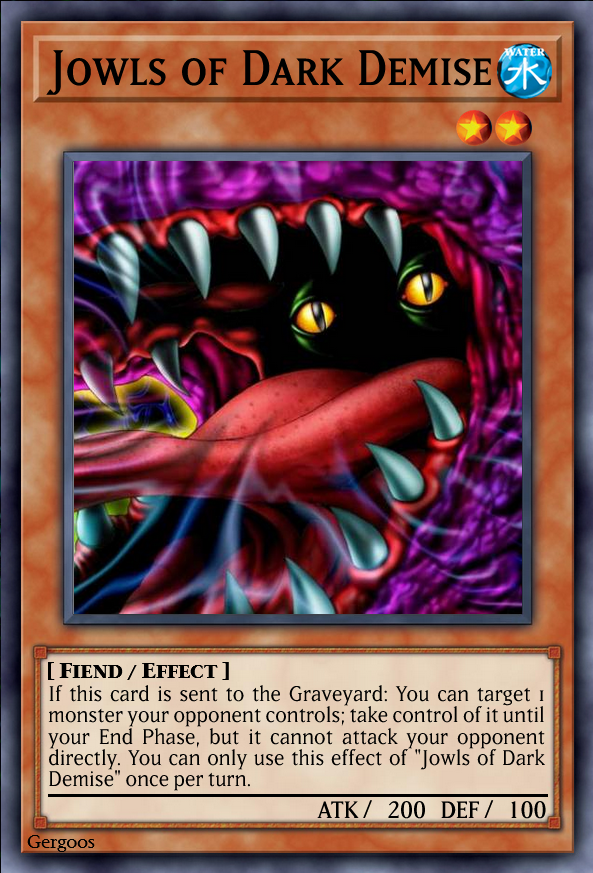 Jowls of Dark Demise
WATER
水
[ Fiend / Effect ]
If this card is sent to the Graveyard: You can target 1
monster your opponent controls; take control of it until
your End Phase, but it cannot attack your opponent
directly. You can only use this effect of "Jowls of Dark
Demise" once per turn.
ATK / 200 DEF / 100
Gergoos